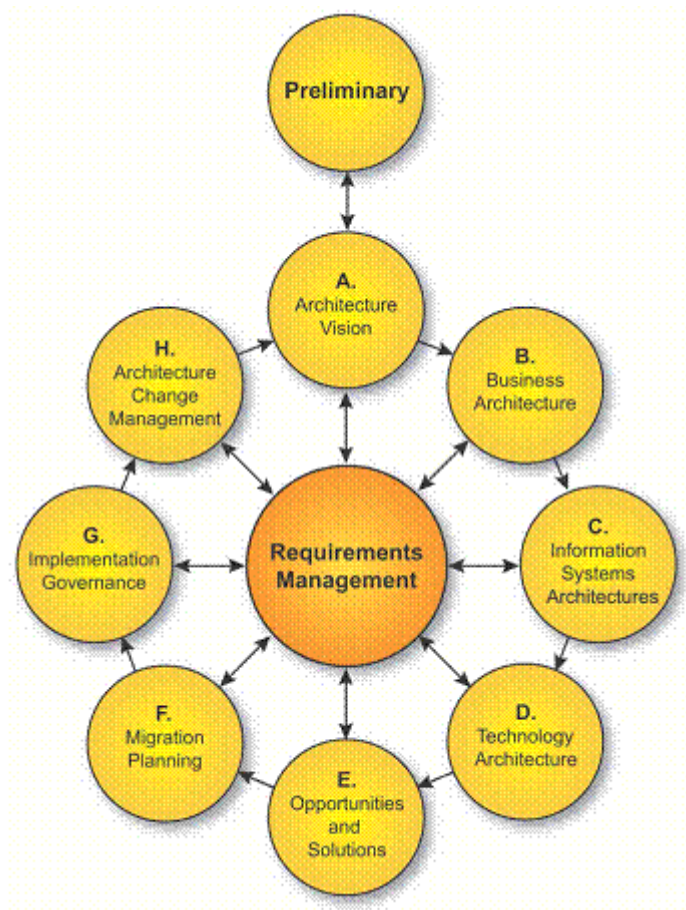 Preliminary
A.
Architecture
Vision
B.
Business
Architecture
C.
Information
Systems
Architectures
D.
Technology
Architecture
E.
Opportunities
and
Solutions
F.
Migration
Planning
G.
Implementation
Governance
H.
Architecture
Change
Management
Requirements
Management